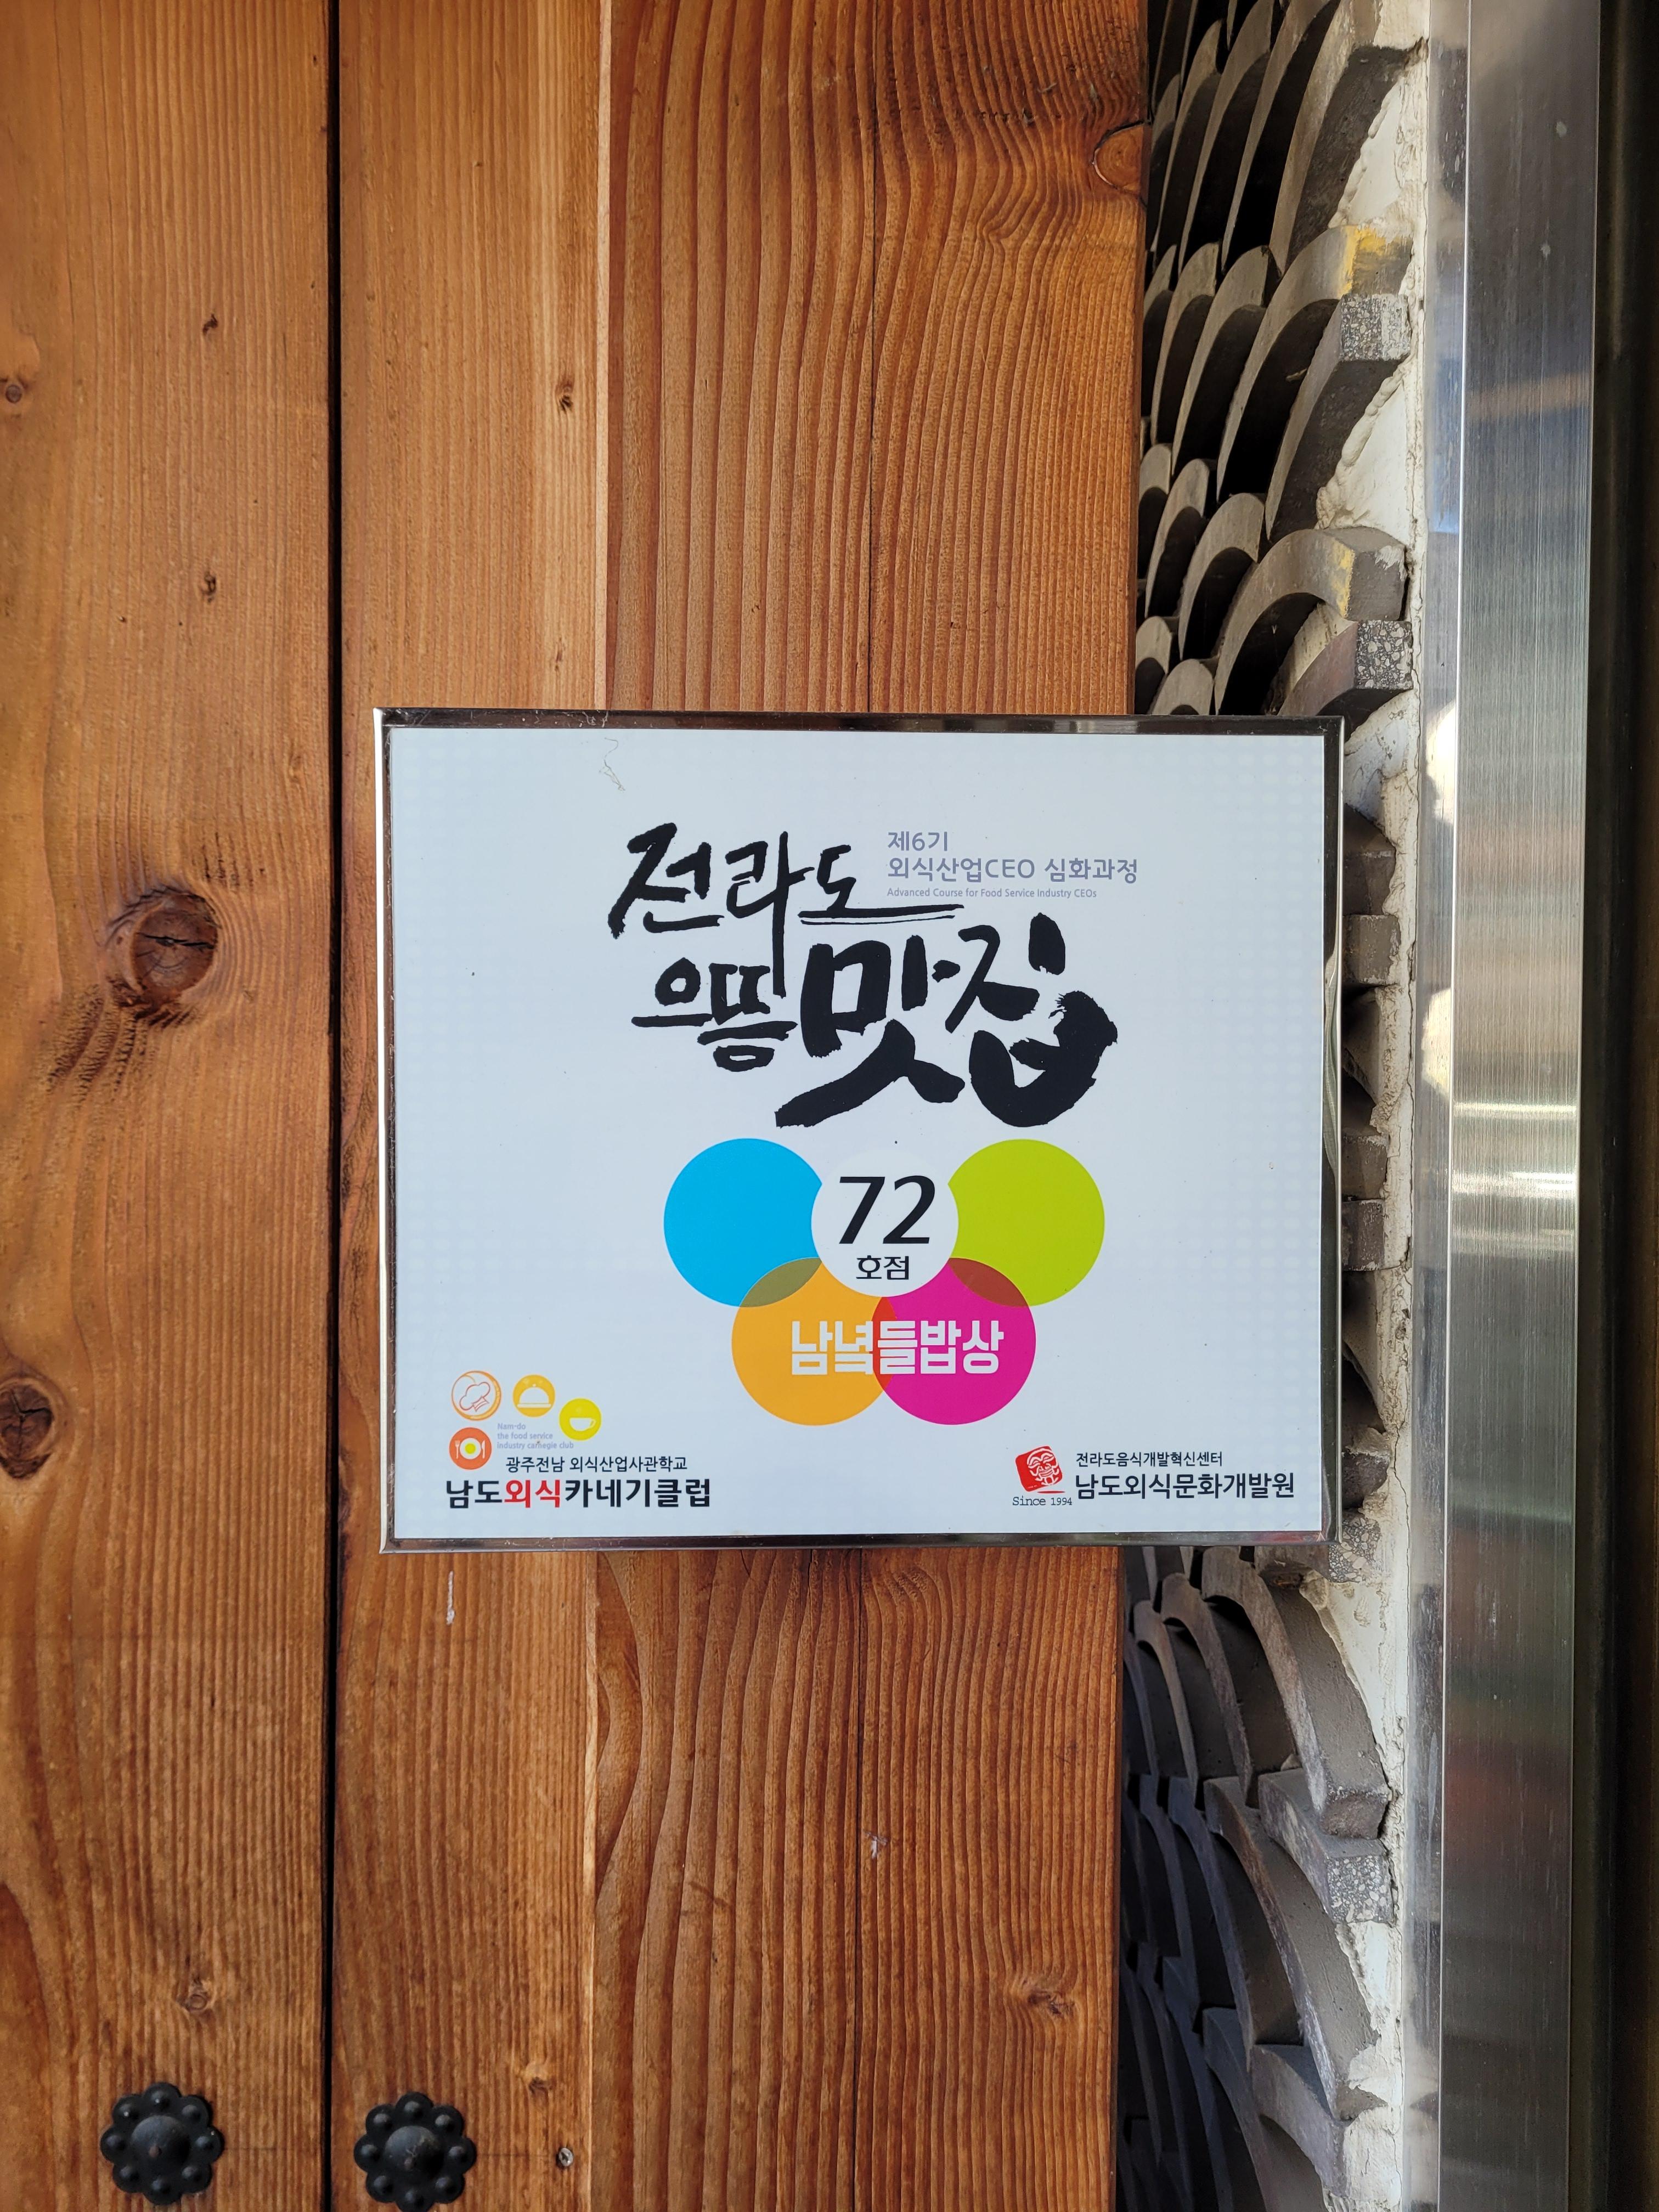 제6기
외식산업CEO 심화과정
Advanced Course for Food Service Industry CEOs
전라도
으뜸 맛집
72
호점
남녘들밥상
Nam-do
the food service
industry carnegie club
광주전남 외식산업사관학교
남도외식카네기클럽
전라도음식개발혁신센터
남도외식문화개발원
Since 1994